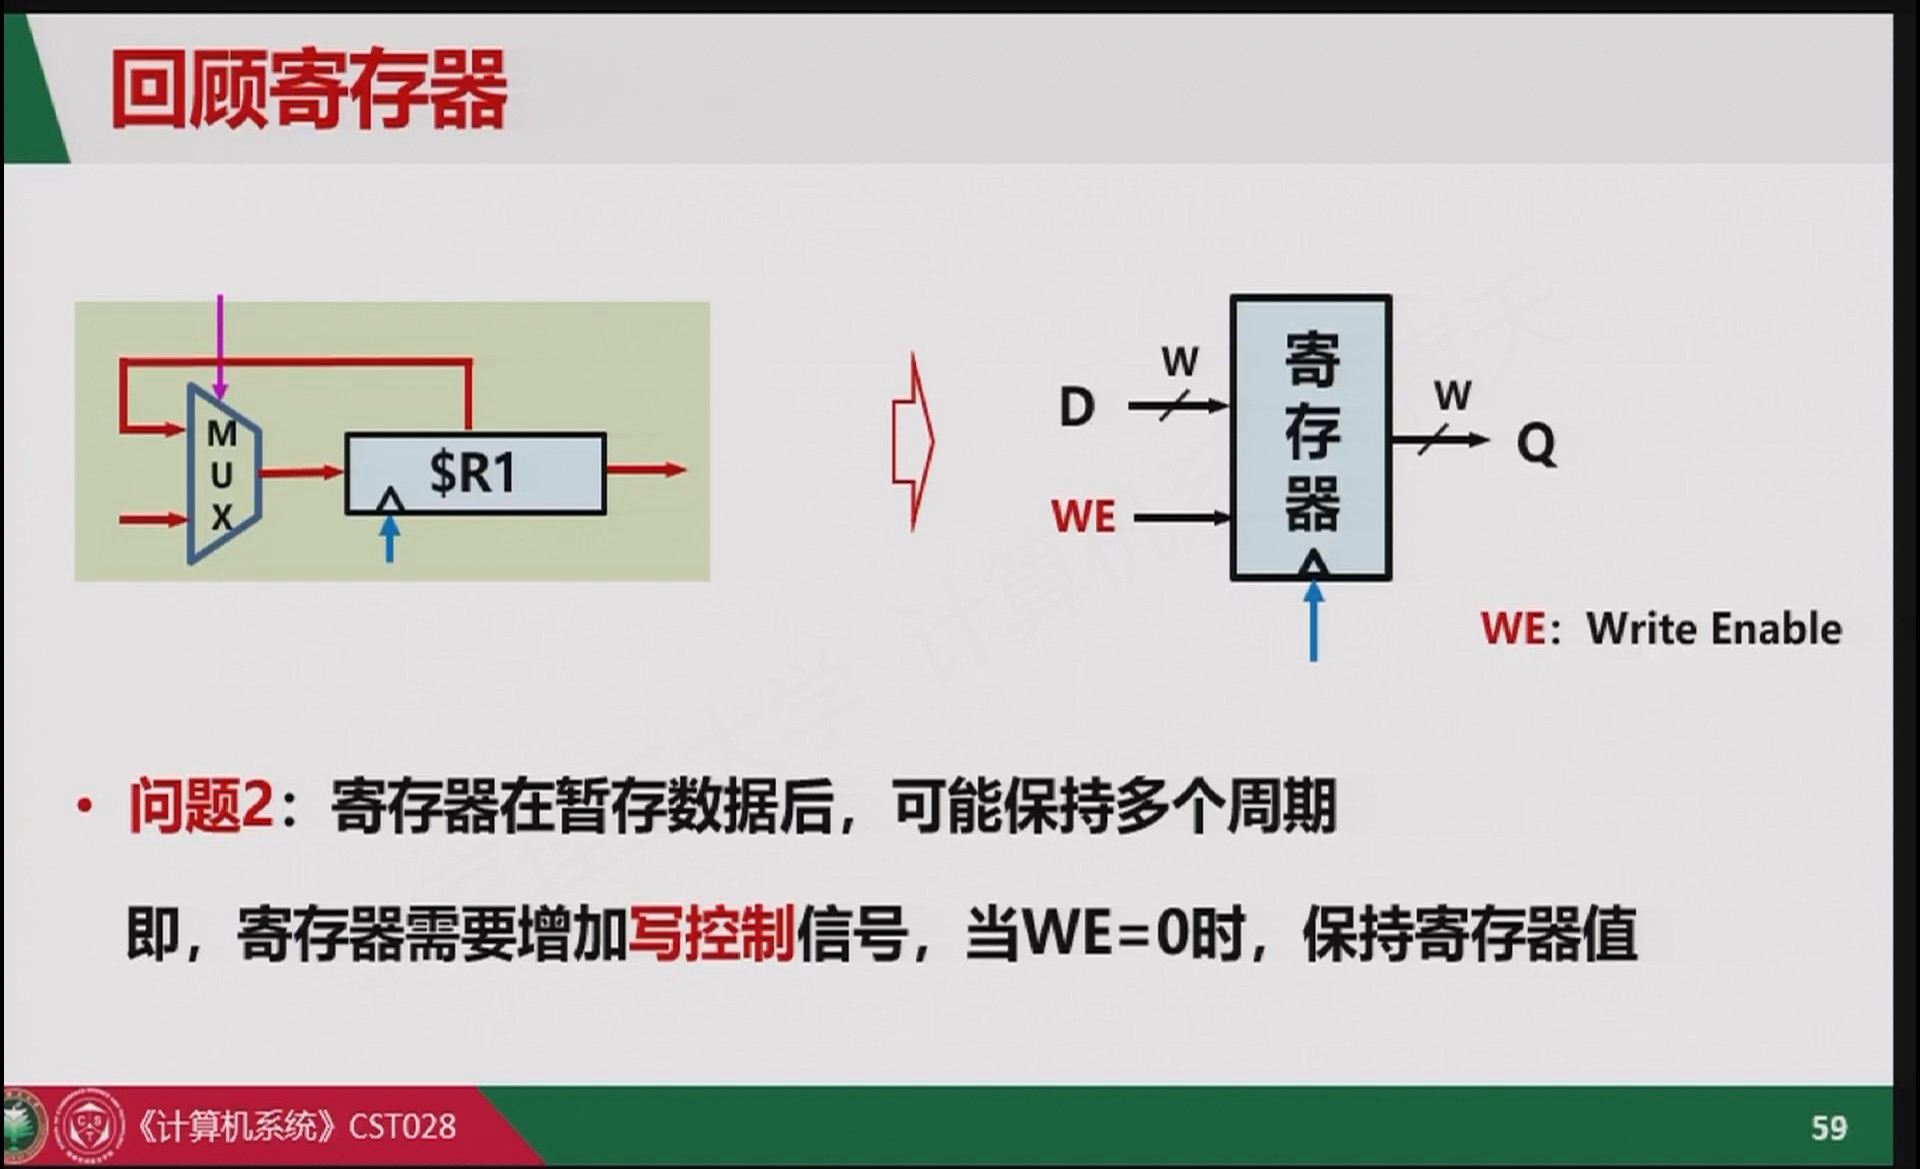 回顾寄存器
M
U
X
$R1
D
W
WE
寄
存
器
W
Q
WE：Write Enable
• 问题2：寄存器在暂存数据后，可能保持多个周期
即，寄存器需要增加写控制信号，当WE=0时，保持寄存器值
《计算机系统》CST028
59